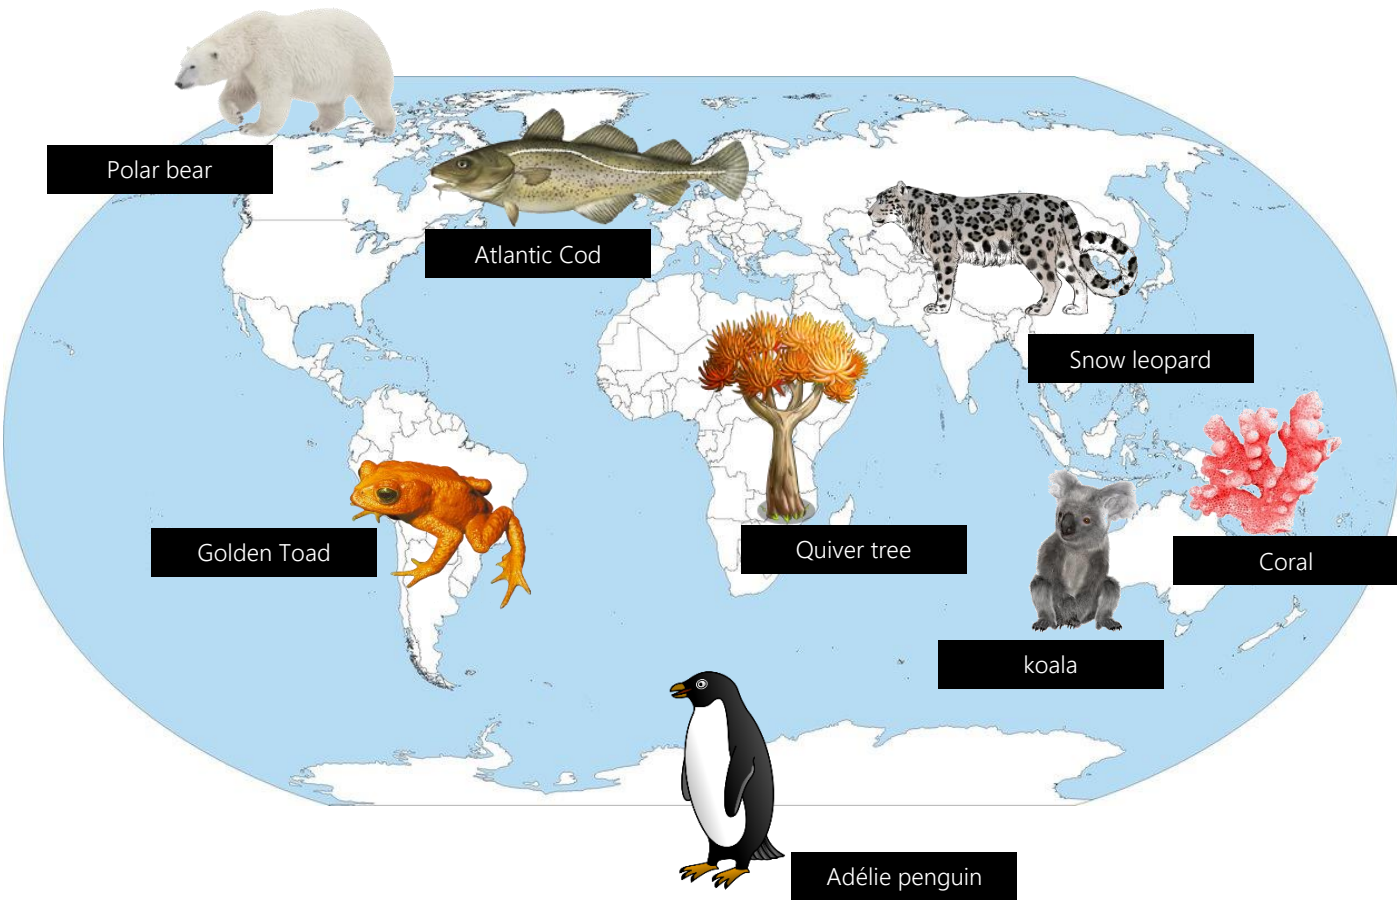 Polar bear
Atlantic Cod
Snow leopard
Golden Toad
Quiver tree
Coral
koala
Adélie penguin